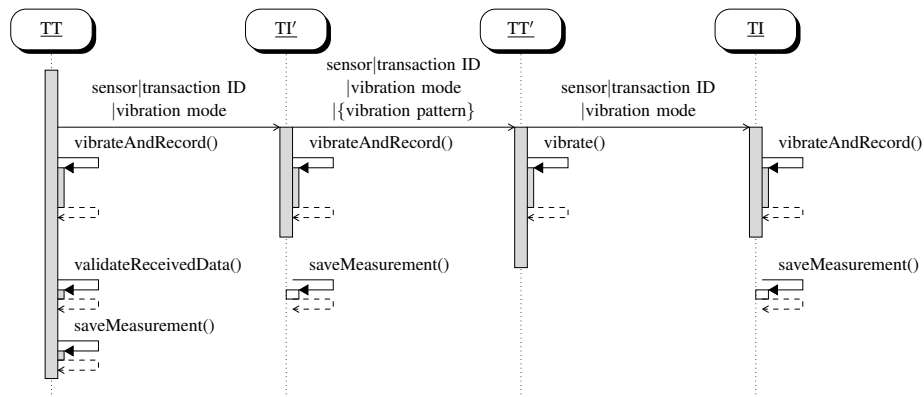 TT
TI′
TT′
TI
sensor|transaction ID
|vibration mode
sensor|transaction ID
|vibration mode
|{vibration pattern}
sensor|transaction ID
|vibration mode
vibrateAndRecord()
vibrateAndRecord()
vibrate()
vibrateAndRecord()
validateReceivedData()
saveMeasurement()
saveMeasurement()
saveMeasurement()